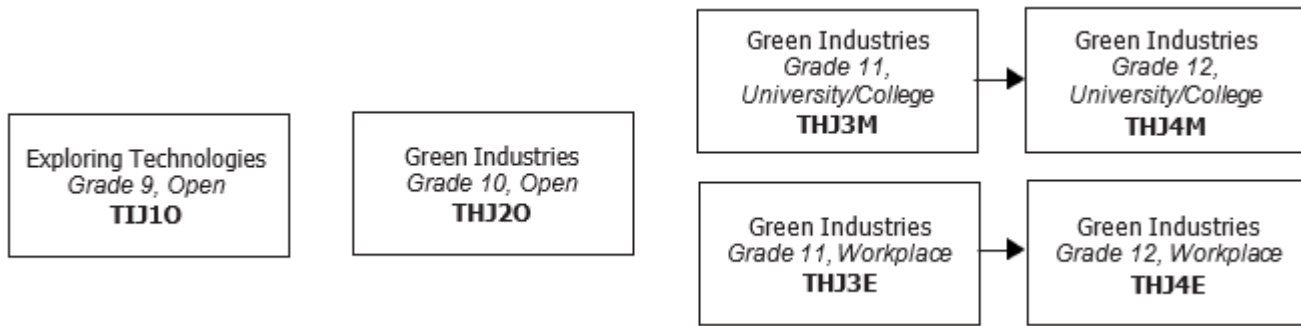 Exploring Technologies
Grade 9, Open
TIJ1O
Green Industries
Grade 10, Open
THJ2O
Green Industries
Grade 11,
University/College
THJ3M
Green Industries
Grade 12,
University/College
THJ4M
Green Industries
Grade 11, Workplace
THJ3E
Green Industries
Grade 12, Workplace
THJ4E